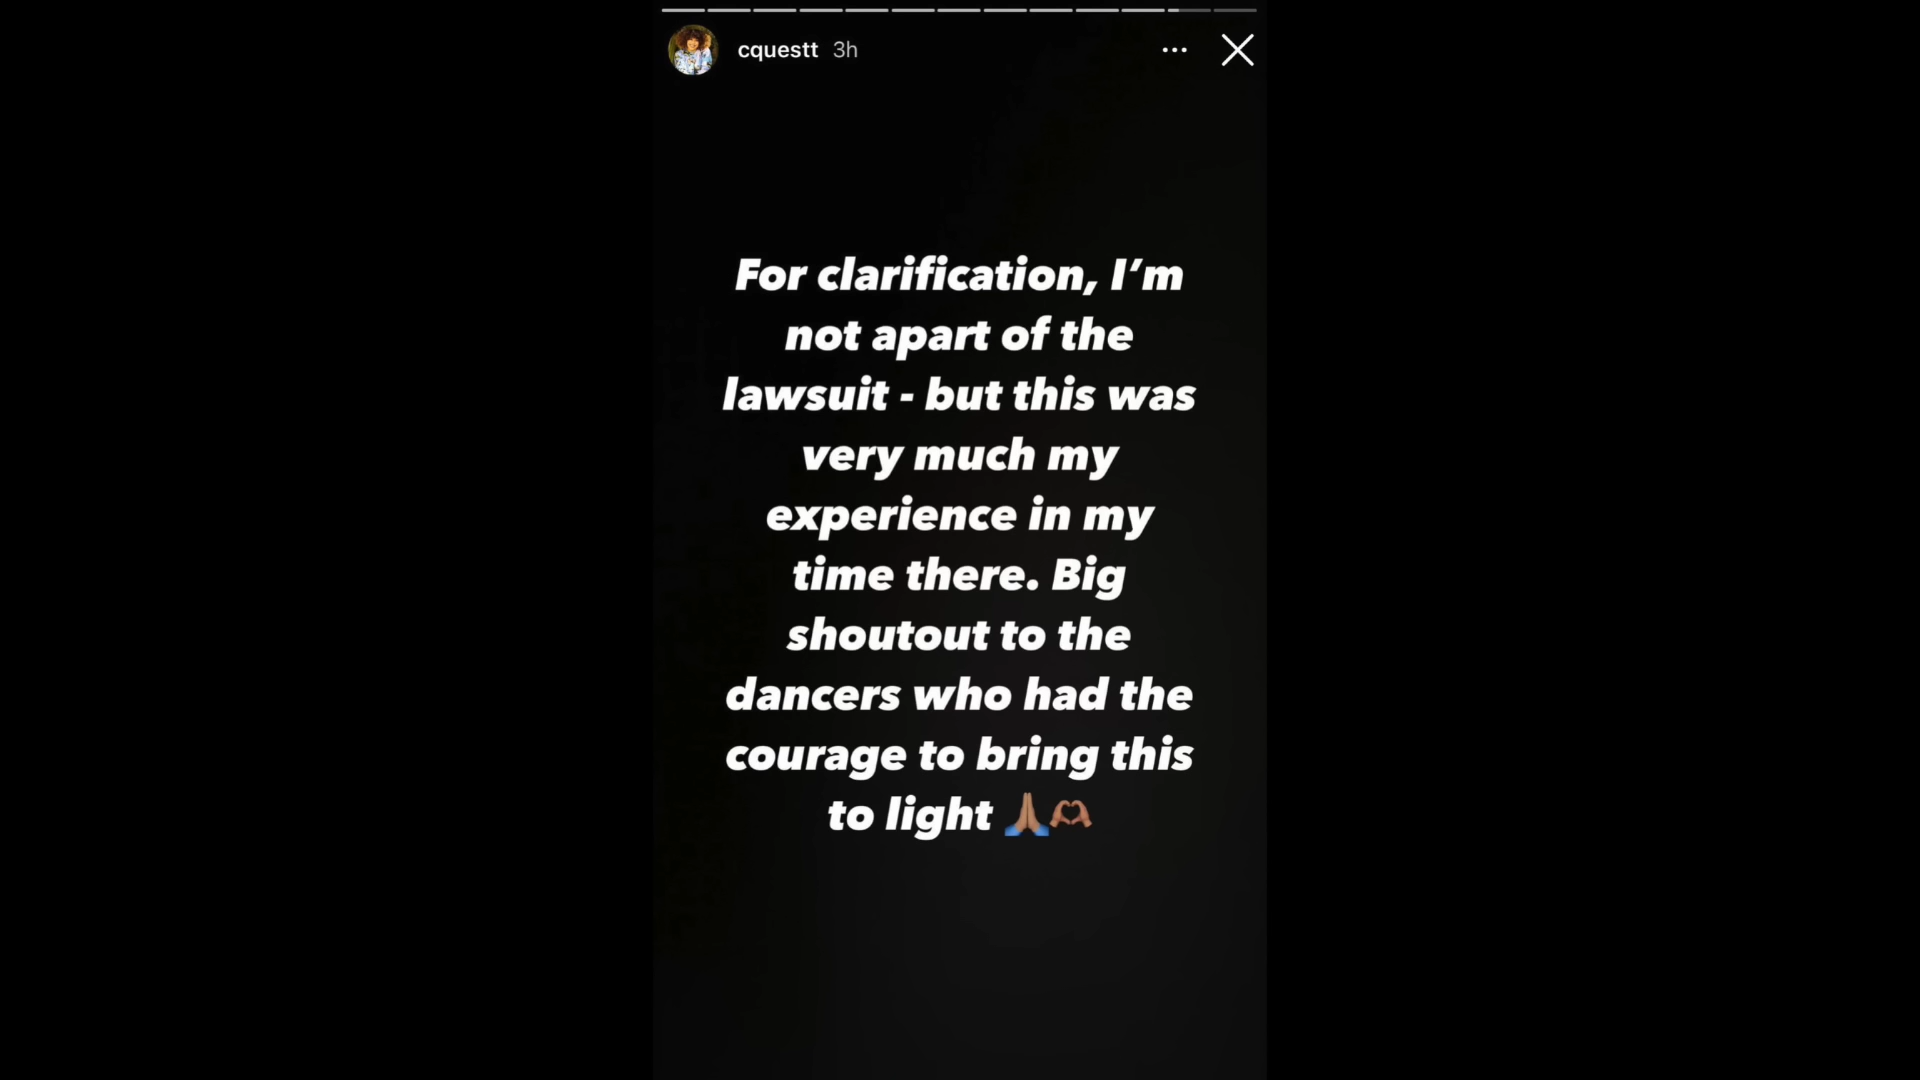 cquestt 3h
For clarification, I’m
not apart of the
lawsuit - but this was
very much my
experience in my
time there. Big
shoutout to the
dancers who had the
courage to bring this
to light 🙏🏽🫶🏽